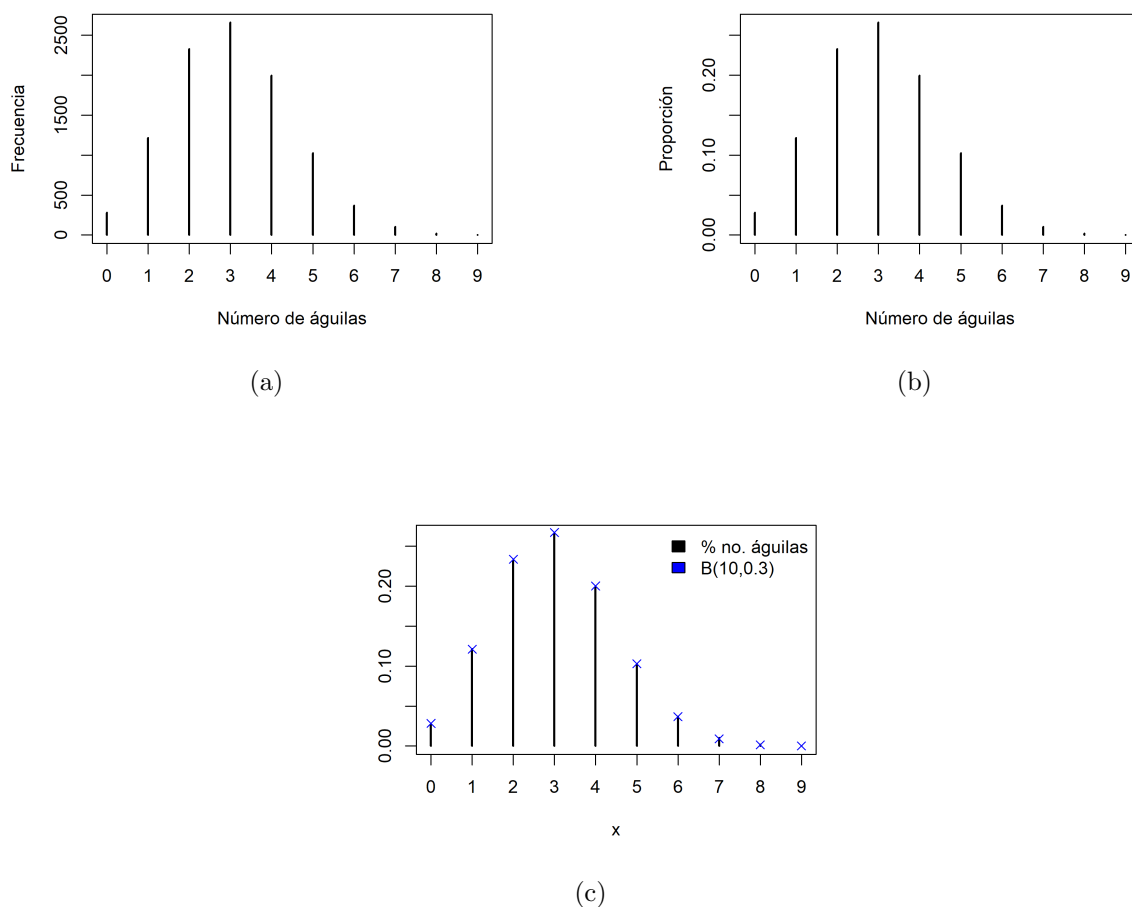 Frecuencia
0 500 1500 2500
0 1 2 3 4 5 6 7 8 9
Número de águilas
(a)
Proporción
0.00 0.10 0.20
0 1 2 3 4 5 6 7 8 9
Número de águilas
(b)
% no. águilas
B(10,0.3)
0.00 0.10 0.20
0 1 2 3 4 5 6 7 8 9
x
(c)